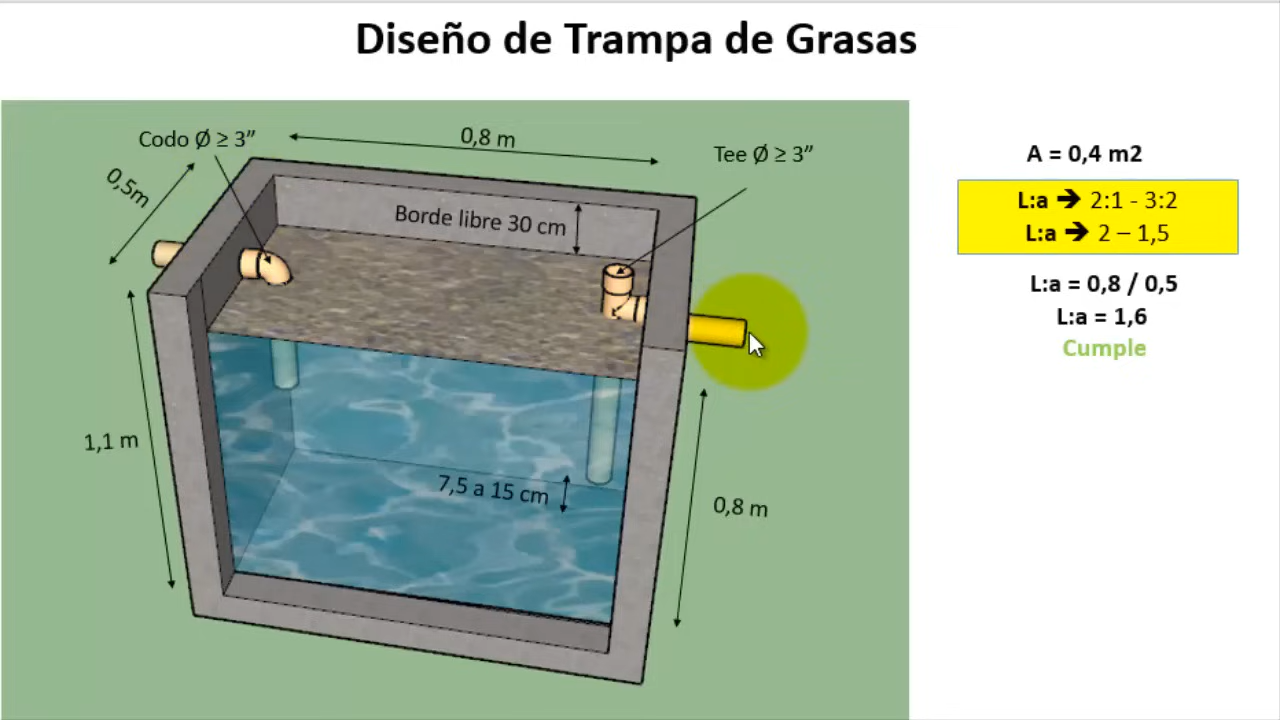 Diseño de Trampa de Grasas
Codo Ø ≥ 3”
0,8 m
Tee Ø ≥ 3”
0,5m
Borde libre 30 cm
1,1 m
7,5 a 15 cm
0,8 m
A = 0,4 m2
L:a 🡺 2:1 - 3:2
L:a 🡺 2 – 1,5
L:a = 0,8 / 0,5
L:a = 1,6
Cumple